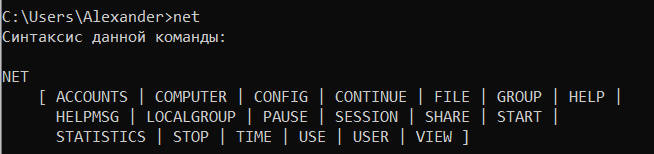 C:\Users\Alexander>net
Синтаксис данной команды:
NET
[ ACCOUNTS | COMPUTER | CONFIG | CONTINUE | FILE | GROUP | HELP |
HELPMSG | LOCALGROUP | PAUSE | SESSION | SHARE | START |
STATISTICS | STOP | TIME | USE | USER | VIEW ]